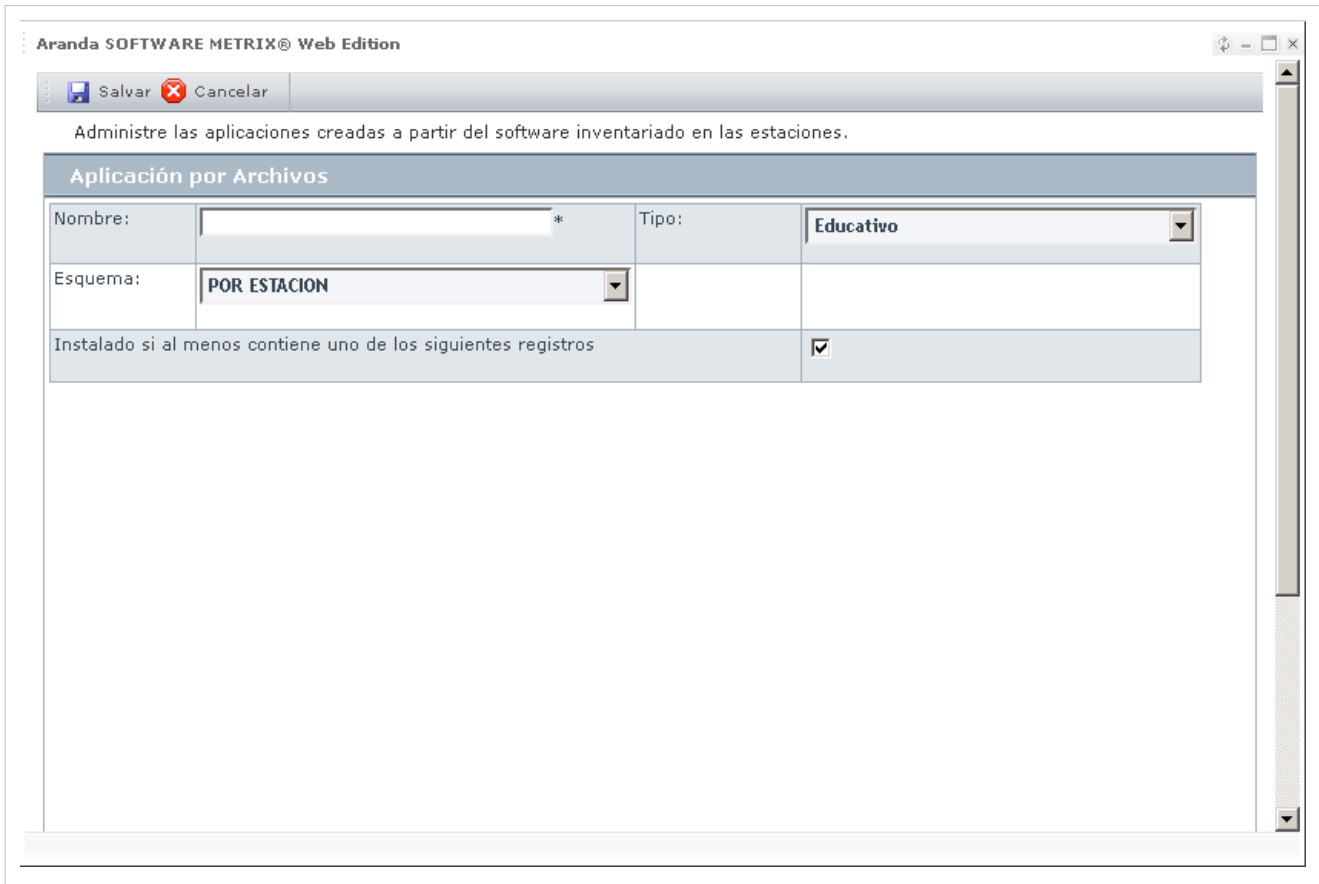 Aranda SOFTWARE METRIX® Web Edition
Salvar Cancelar
Administre las aplicaciones creadas a partir del software inventariado en las estaciones.
Aplicación por Archivos
Nombre: * Tipo: Educativo
Esquema: POR ESTACION
Instalado si al menos contiene uno de los siguientes registros